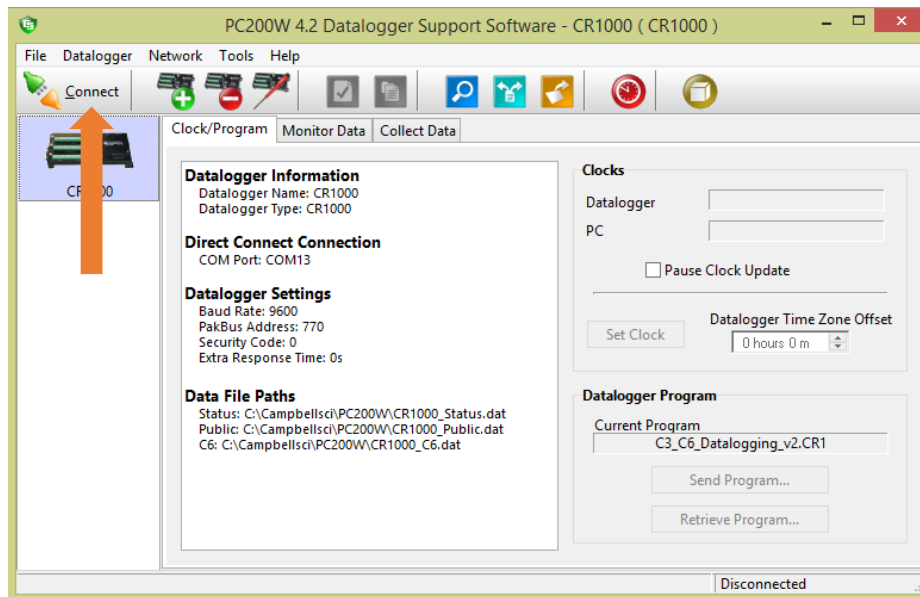 PC200W 4.2 Datalogger Support Software - CR1000 ( CR1000 )
File Datalogger Network Tools Help
Connect
Clock/Program Monitor Data Collect Data
Datalogger Information
Datalogger Name: CR1000
Datalogger Type: CR1000
Direct Connect Connection
COM Port: COM13
Datalogger Settings
Baud Rate: 9600
PakBus Address: 770
Security Code: 0
Extra Response Time: 0s
Data File Paths
Status: C:\Campbellsci\PC200W\CR1000_Status.dat
Public: C:\Campbellsci\PC200W\CR1000_Public.dat
C6: C:\Campbellsci\PC200W\CR1000_C6.dat
Clocks
Datalogger
PC
Pause Clock Update
Set Clock
Datalogger Time Zone Offset
0 hours 0 m
Datalogger Program
Current Program
C3_C6_Datalogging_v2.CR1
Send Program...
Retrieve Program...
Disconnected